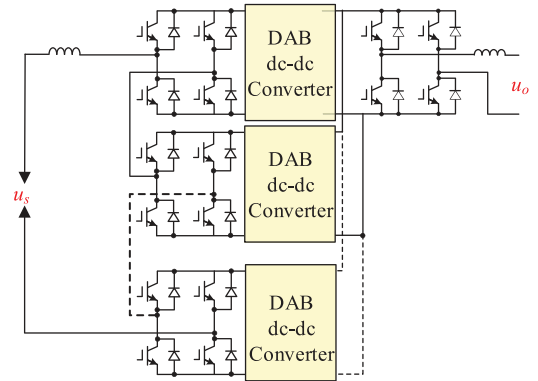 DAB
dc-dc
Converter
u_o
DAB
dc-dc
Converter
u_s
DAB
dc-dc
Converter